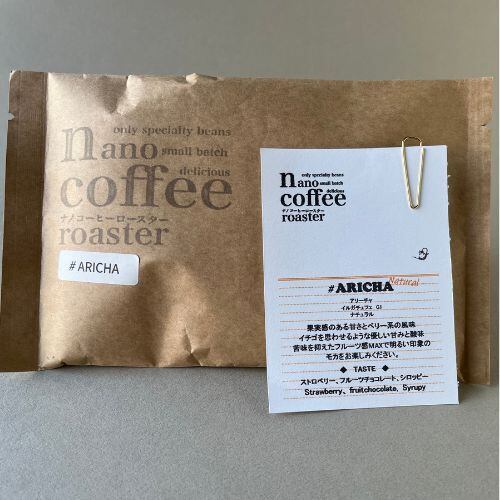 only specialty beans
nano small batch
delicious
coffee
ナノコーヒーロースター
roaster
# ARICHA
only specialty beans
nano small batch
delicious
coffee
ナノコーヒーロースター
roaster
#ARICHA Natural
アリーチャ
イルガチェフェ G1
ナチュラル
果実感のある甘さとベリー系の風味
イチゴを思わせるような優しい甘みと酸味
苦味を抑えたフルーツ感MAXで明るい印象の
モカをお楽しみください。
◆ TASTE ◆
ストロベリー、フルーツチョコレート、シロッピー
Strawberry、fruitchocolate、Syrupy